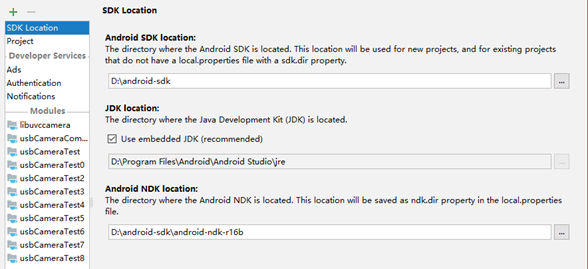 SDK Location
Project
Developer Services
Ads
Authentication
Notifications
Modules
libuvccamera
usbCameraCom...
usbCameraTest
usbCameraTest0
usbCameraTest2
usbCameraTest3
usbCameraTest4
usbCameraTest5
usbCameraTest6
usbCameraTest7
usbCameraTest8
SDK Location
Android SDK location:
The directory where the Android SDK is located. This location will be used for new projects, and for existing projects
that do not have a local.properties file with a sdk.dir property.
D:\android-sdk
...
JDK location:
The directory where the Java Development Kit (JDK) is located.
Use embedded JDK (recommended)
D:\Program Files\Android\Android Studio\jre
...
Android NDK location:
The directory where the Android NDK is located. This location will be saved as ndk.dir property in the local.properties
file.
D:\android-sdk\android-ndk-r16b
...